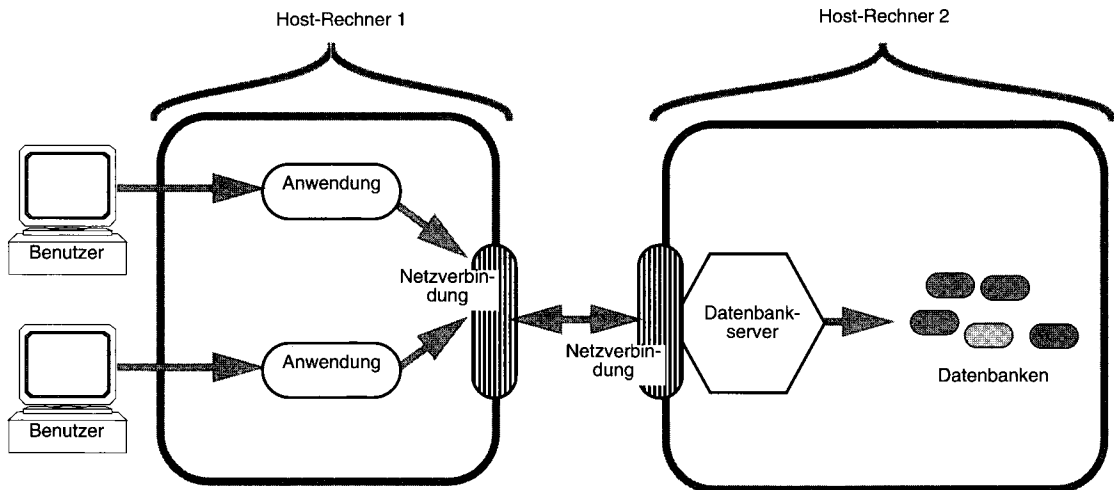 Host-Rechner 1
Host-Rechner 2
Anwendung
Benutzer
Netzverbin-
dung
Datenbank-
server
Netzverbin-
dung
Anwendung
Datenbanken
Benutzer